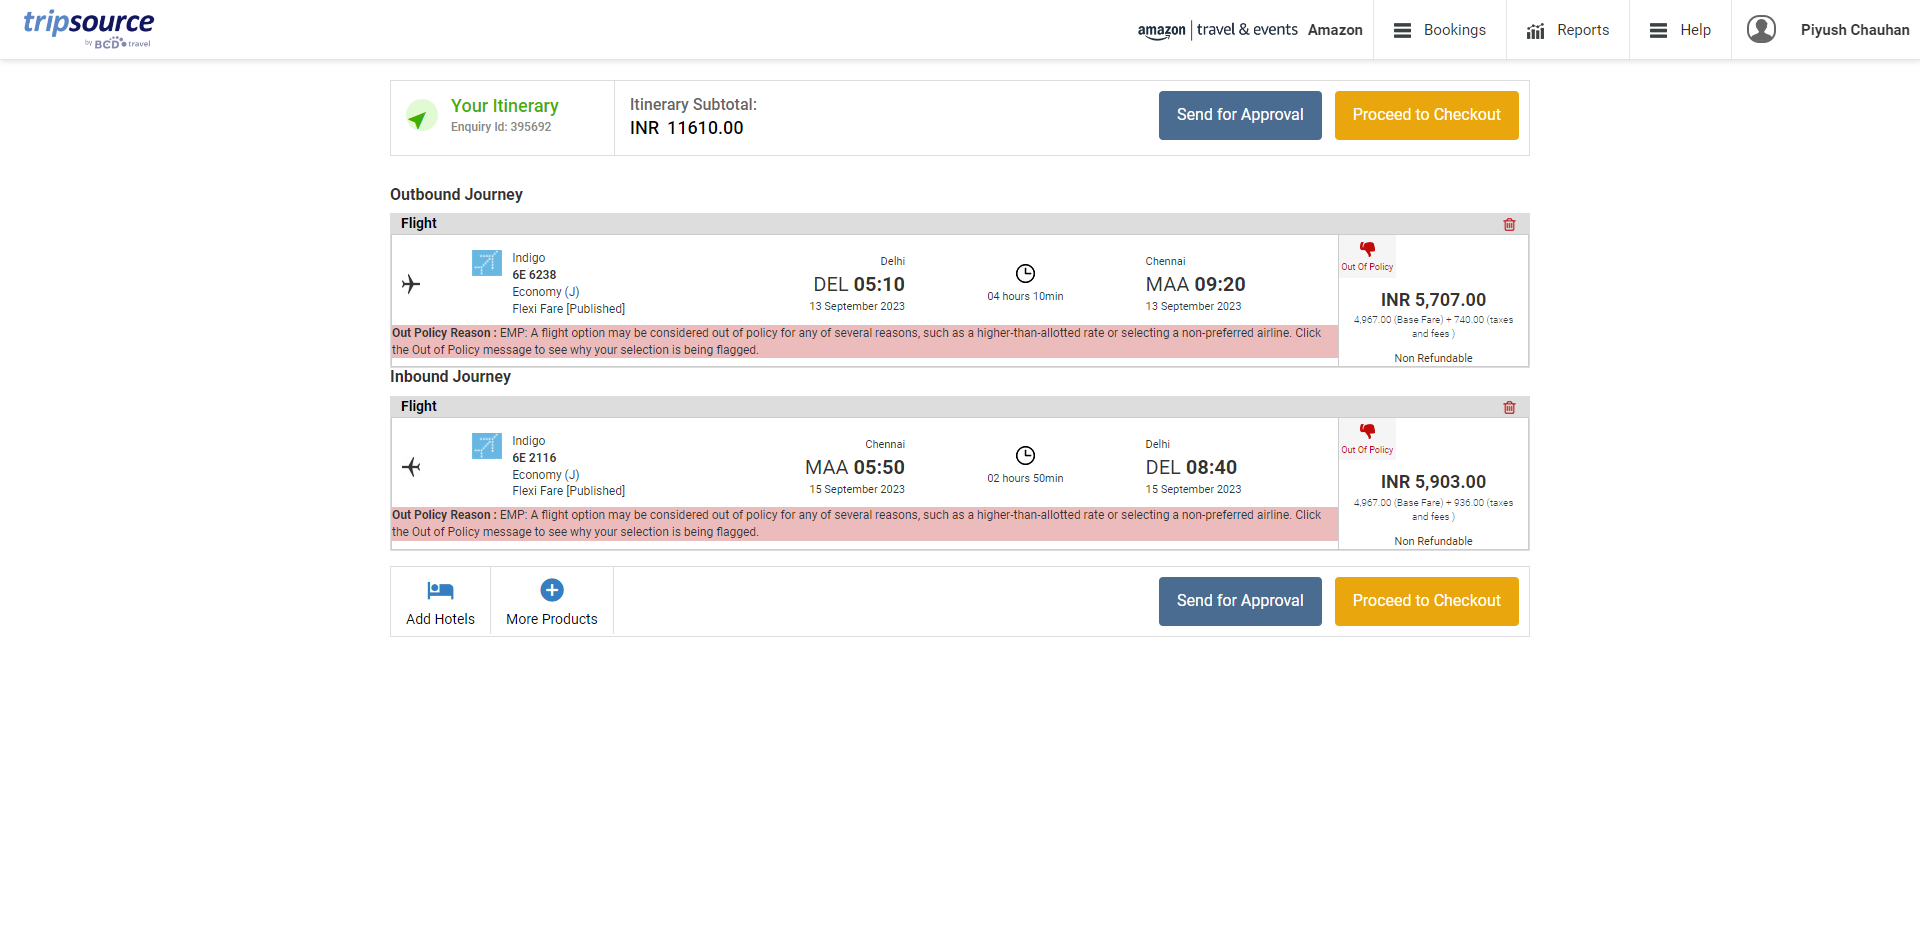 tripsource
by BCD travel
amazon travel & events Amazon
Bookings
Reports
Help
Piyush Chauhan
Your Itinerary
Enquiry Id: 395692
Itinerary Subtotal:
INR 11610.00
Send for Approval
Proceed to Checkout
Outbound Journey
Flight
Indigo
6E 6238
Economy (J)
Flexi Fare [Published]
Delhi
DEL 05:10
13 September 2023
04 hours 10min
Chennai
MAA 09:20
13 September 2023
Out Of Policy
INR 5,707.00
4,967.00 (Base Fare) + 740.00 (taxes
and fees )
Non Refundable
Out Policy Reason : EMP: A flight option may be considered out of policy for any of several reasons, such as a higher-than-allotted rate or selecting a non-preferred airline. Click
the Out of Policy message to see why your selection is being flagged.
Inbound Journey
Flight
Indigo
6E 2116
Economy (J)
Flexi Fare [Published]
Chennai
MAA 05:50
15 September 2023
02 hours 50min
Delhi
DEL 08:40
15 September 2023
Out Of Policy
INR 5,903.00
4,967.00 (Base Fare) + 936.00 (taxes
and fees )
Non Refundable
Out Policy Reason : EMP: A flight option may be considered out of policy for any of several reasons, such as a higher-than-allotted rate or selecting a non-preferred airline. Click
the Out of Policy message to see why your selection is being flagged.
Add Hotels
More Products
Send for Approval
Proceed to Checkout